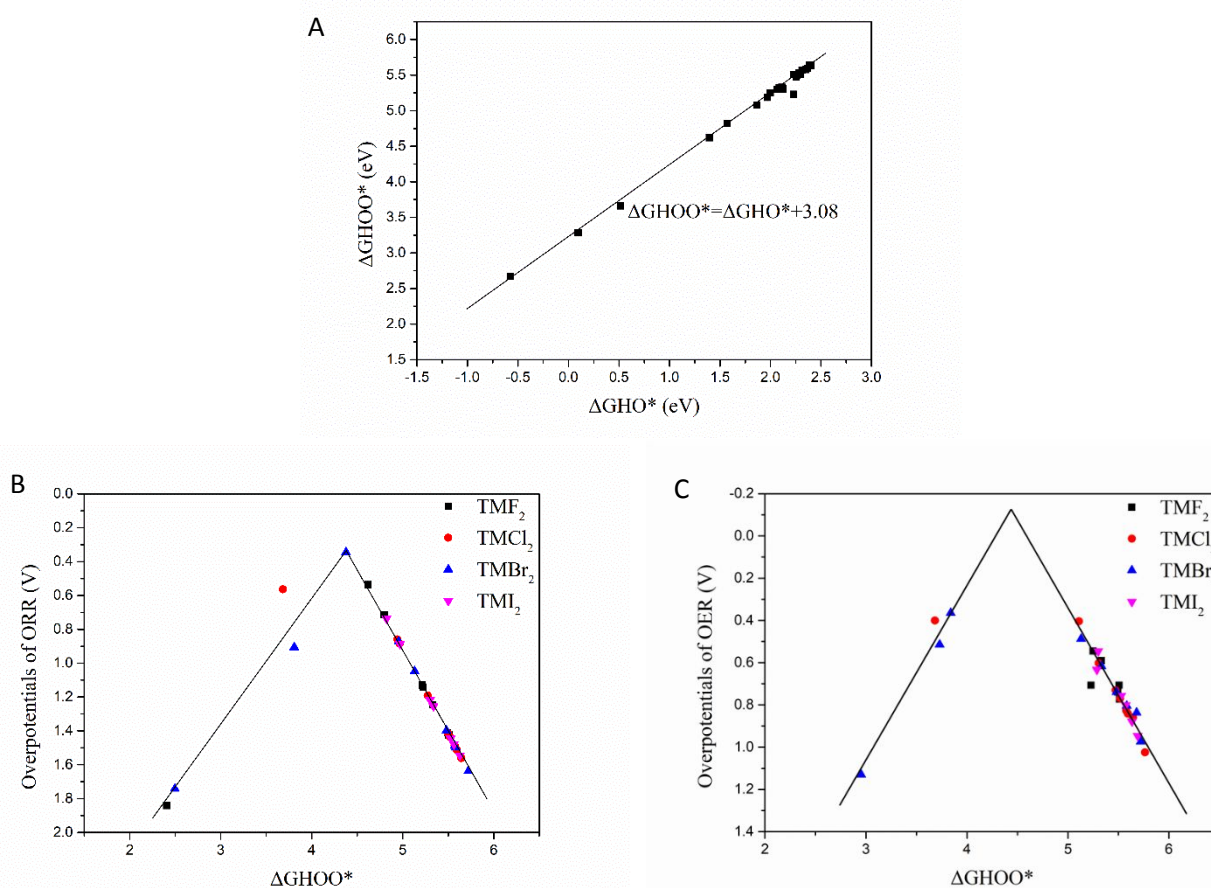 A
6.0
5.5
5.0
4.5
4.0
3.5
3.0
2.5
2.0
1.5
ΔGHOO* (eV)
ΔGHOO*=ΔGHO*+3.08
-1.5 -1.0 -0.5 0.0 0.5 1.0 1.5 2.0 2.5 3.0
ΔGHO* (eV)
B
0.0
0.2
0.4
0.6
0.8
1.0
1.2
1.4
1.6
1.8
2.0
Overpotentials of ORR (V)
TMF2
TMCl2
TMBr2
TMI2
2 3 4 5 6
ΔGHOO*
C
-0.2
0.0
0.2
0.4
0.6
0.8
1.0
1.2
1.4
Overpotentials of OER (V)
TMF2
TMCl
TMBr
TMI2
2 3 4 5 6
ΔGHOO*